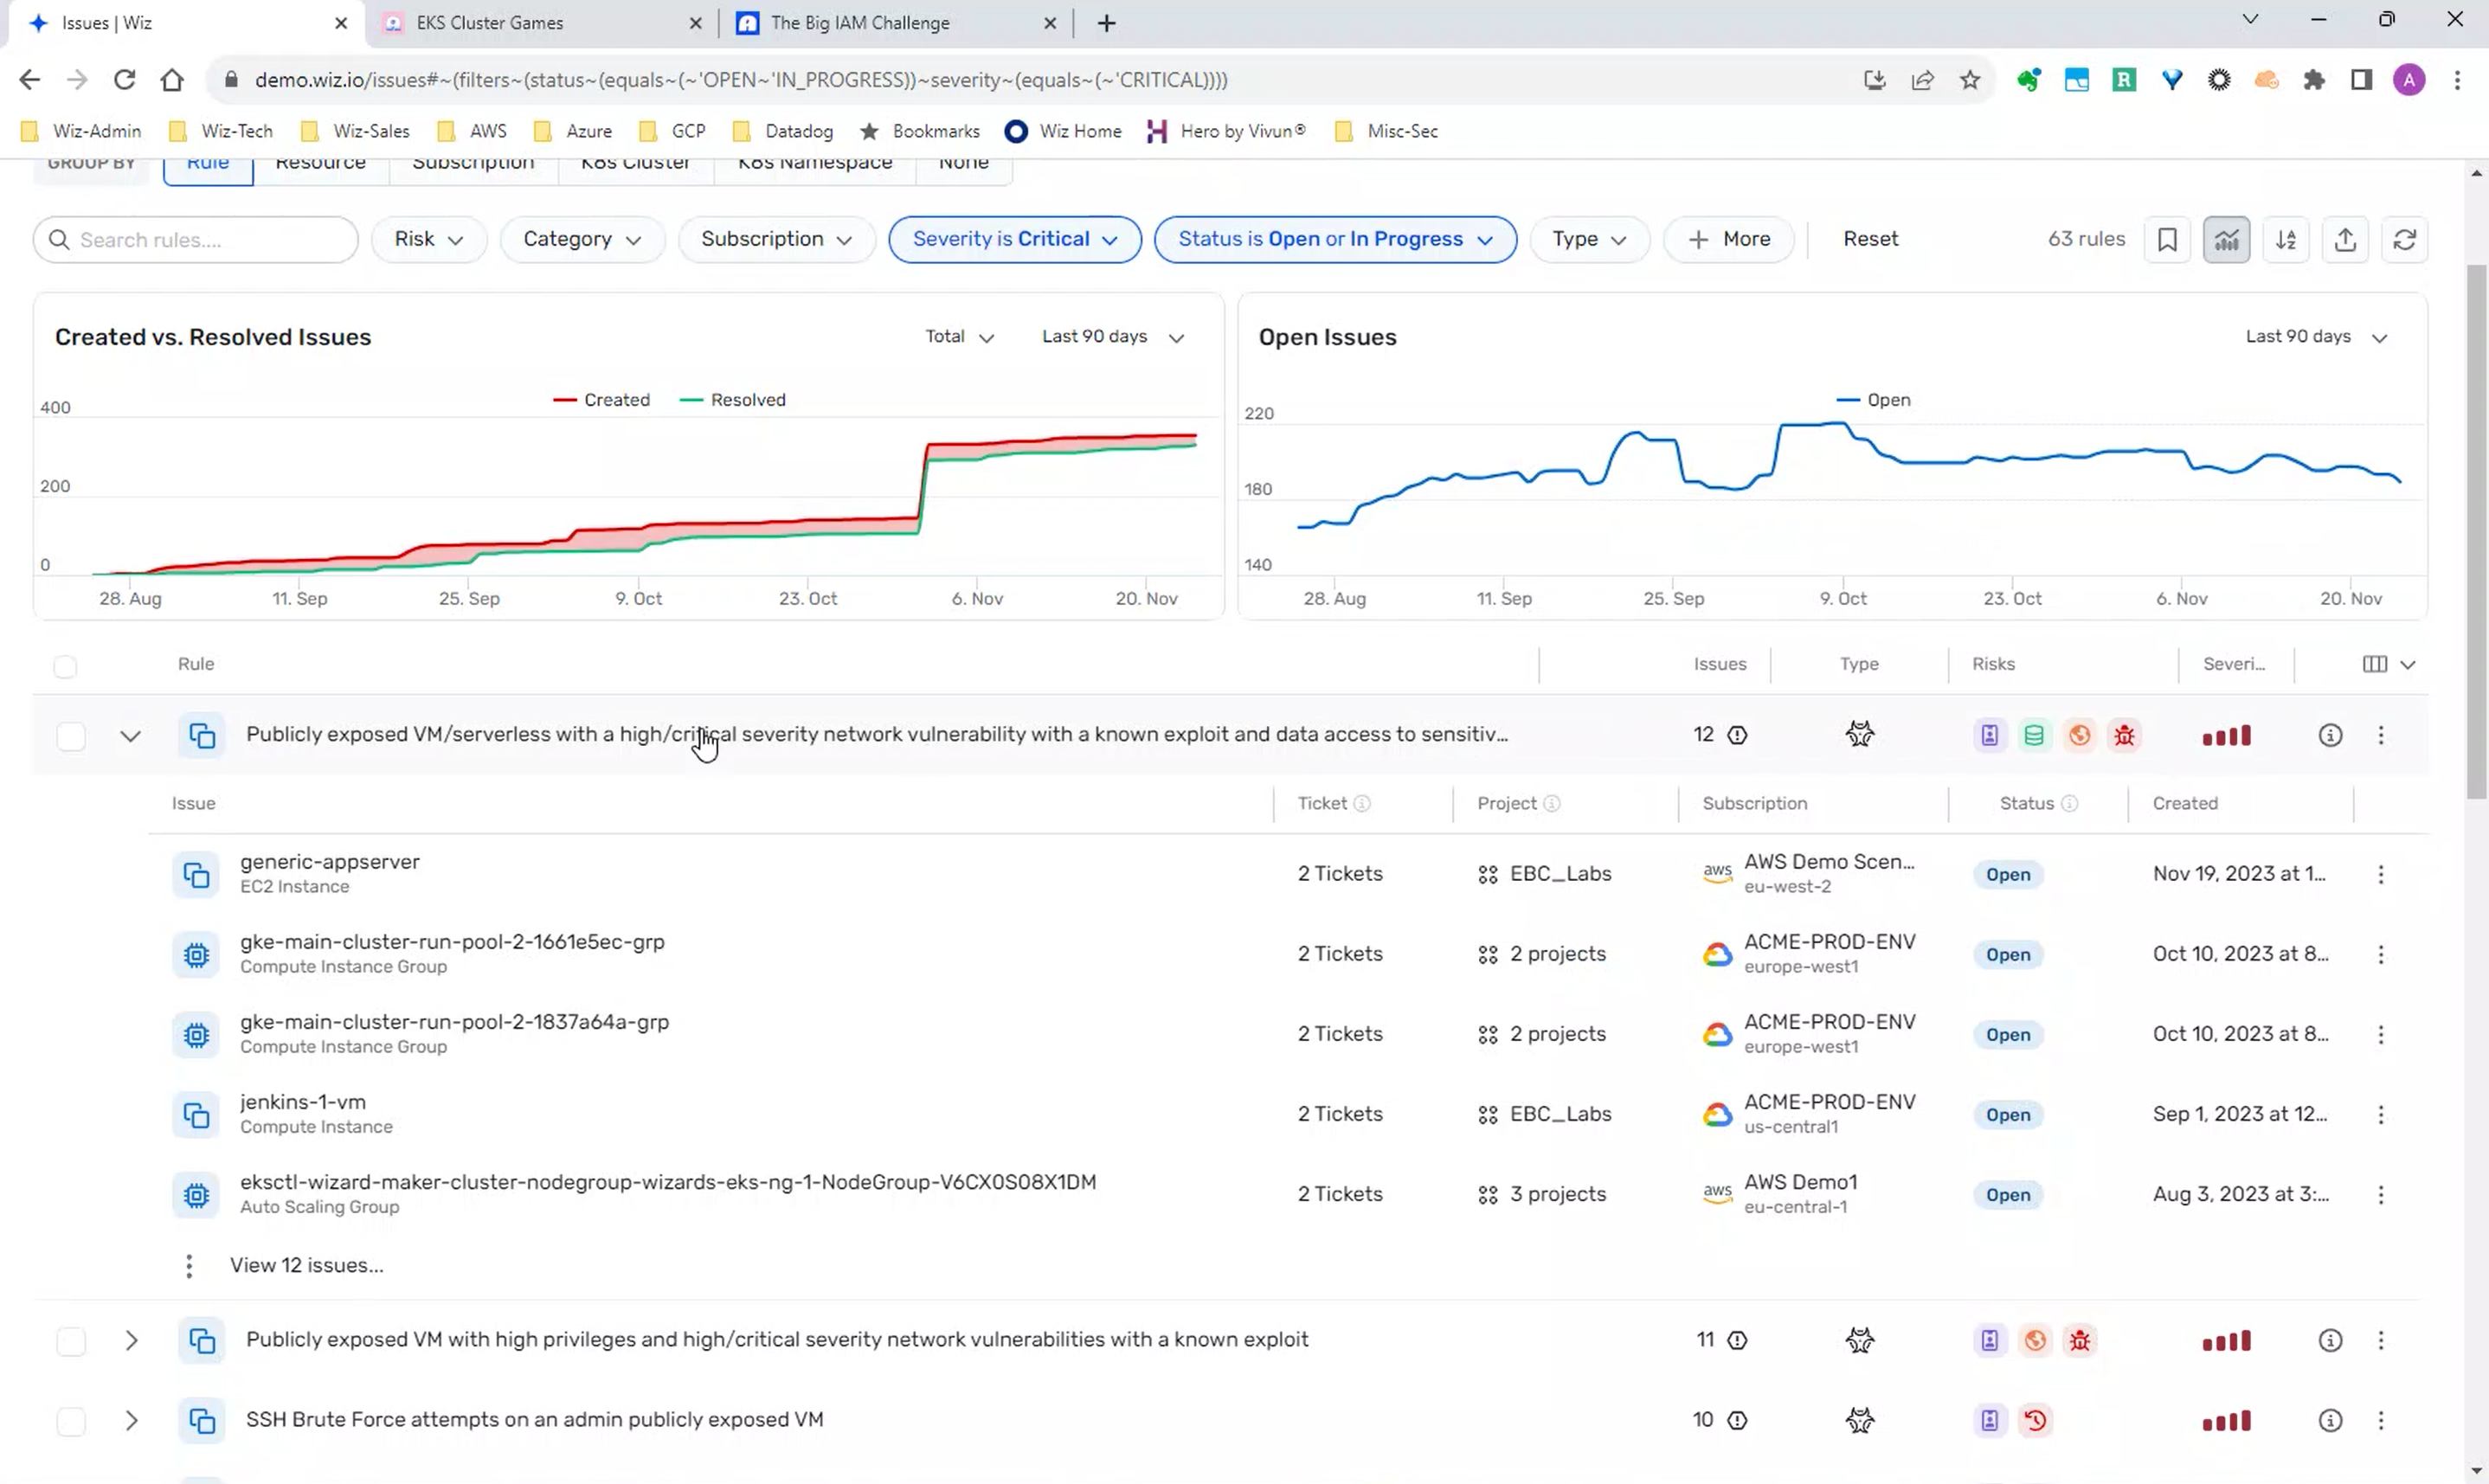 Issues | Wiz
EKS Cluster Games
The Big IAM Challenge
demo.wiz.io/issues#~(filters~(status~(equals~(~'OPEN~'IN_PROGRESS))~severity~(equals~(~'CRITICAL))))
R
A
Wiz-Admin
Wiz-Tech
Wiz-Sales
AWS
Azure
GCP
Datadog
Bookmarks
Wiz Home
Hero by Vivun®
Misc-Sec
GROUP BY
Rule
Resource
Subscription
K8s Cluster
K8s Namespace
None
Search rules....
Risk
Category
Subscription
Severity is Critical
Status is Open or In Progress
Type
More
Reset
63 rules
Created vs. Resolved Issues
Total
Last 90 days
Created
Resolved
400
200
0
28. Aug
11. Sep
25. Sep
9. Oct
23. Oct
6. Nov
20. Nov
Open Issues
Last 90 days
Open
220
180
140
28. Aug
11. Sep
25. Sep
9. Oct
23. Oct
6. Nov
20. Nov
Rule Issues Type Risks Severi...
Publicly exposed VM/serverless with a high/critical severity network vulnerability with a known exploit and data access to sensitiv... 12
Issue Ticket Project Subscription Status Created
generic-appserver
EC2 Instance
2 Tickets
EBC_Labs
aws
AWS Demo Scen...
eu-west-2
Open
Nov 19, 2023 at 1...
gke-main-cluster-run-pool-2-1661e5ec-grp
Compute Instance Group
2 Tickets
2 projects
ACME-PROD-ENV
europe-west1
Open
Oct 10, 2023 at 8...
gke-main-cluster-run-pool-2-1837a64a-grp
Compute Instance Group
2 Tickets
2 projects
ACME-PROD-ENV
europe-west1
Open
Oct 10, 2023 at 8...
jenkins-1-vm
Compute Instance
2 Tickets
EBC_Labs
ACME-PROD-ENV
us-central1
Open
Sep 1, 2023 at 12...
eksctl-wizard-maker-cluster-nodegroup-wizards-eks-ng-1-NodeGroup-V6CX0S08X1DM
Auto Scaling Group
2 Tickets
3 projects
aws
AWS Demo1
eu-central-1
Open
Aug 3, 2023 at 3:...
View 12 issues...
Publicly exposed VM with high privileges and high/critical severity network vulnerabilities with a known exploit 11
SSH Brute Force attempts on an admin publicly exposed VM 10